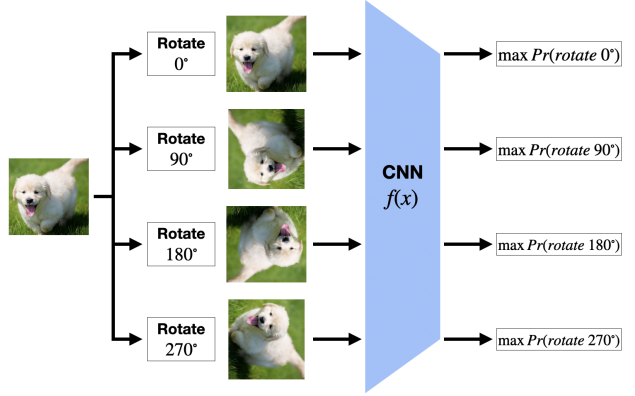 Rotate
0°
max Pr(rotate 0°)
Rotate
90°
max Pr(rotate 90°)
CNN
f(x)
Rotate
180°
max Pr(rotate 180°)
Rotate
270°
max Pr(rotate 270°)